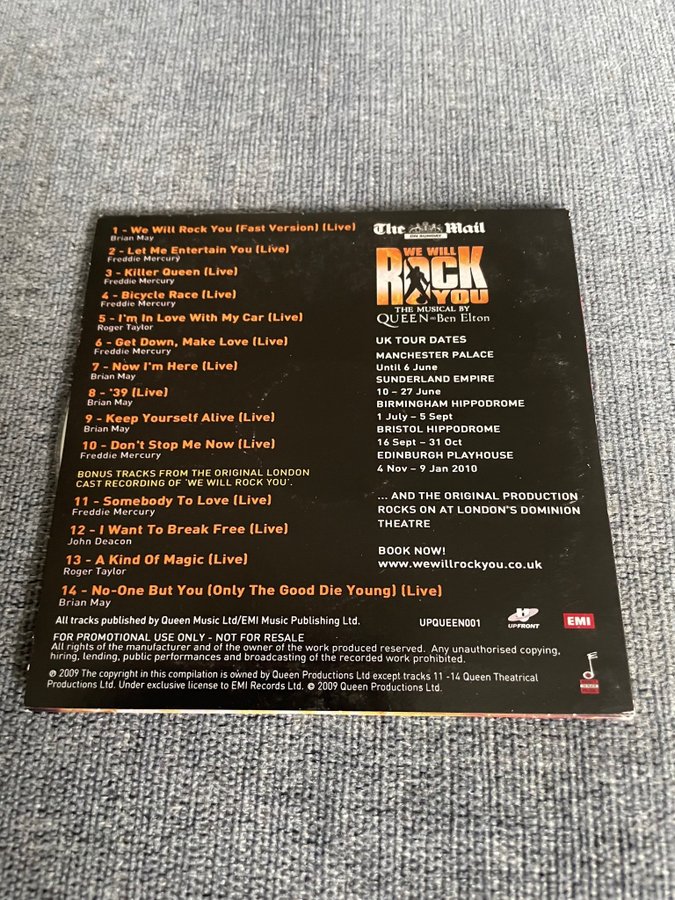 1 - We Will Rock You (Fast Version) (Live)
Brian May
2 - Let Me Entertain You (Live)
Freddie Mercury
3 - Killer Queen (Live)
Freddie Mercury
4 - Bicycle Race (Live)
Freddie Mercury
5 - I'm In Love With My Car (Live)
Roger Taylor
6 - Get Down, Make Love (Live)
Freddie Mercury
7 - Now I'm Here (Live)
Brian May
8 - '39 (Live)
Brian May
9 - Keep Yourself Alive (Live)
Brian May
10 - Don't Stop Me Now (Live)
Freddie Mercury
BONUS TRACKS FROM THE ORIGINAL LONDON
CAST RECORDING OF 'WE WILL ROCK YOU'.
11 - Somebody To Love (Live)
Freddie Mercury
12 - I Want To Break Free (Live)
John Deacon
13 - A Kind Of Magic (Live)
Roger Taylor
14 - No-One But You (Only The Good Die Young) (Live)
Brian May
The Mail
ON SUNDAY
WE WILL
ROCK
YOU
THE MUSICAL BY
QUEEN and Ben Elton
UK TOUR DATES
MANCHESTER PALACE
Until 6 June
SUNDERLAND EMPIRE
10 - 27 June
BIRMINGHAM HIPPODROME
1 July – 5 Sept
BRISTOL HIPPODROME
16 Sept – 31 Oct
EDINBURGH PLAYHOUSE
4 Nov – 9 Jan 2010
... AND THE ORIGINAL PRODUCTION
ROCKS ON AT LONDON'S DOMINION
THEATRE
BOOK NOW!
www.wewillrockyou.co.uk
All tracks published by Queen Music Ltd/EMI Music Publishing Ltd.
UPQUEEN001
UP
UPFRONT
EMI
FOR PROMOTIONAL USE ONLY - NOT FOR RESALE
All rights of the manufacturer and of the owner of the work produced reserved. Any unauthorised copying,
hiring, lending, public performances and broadcasting of the recorded work prohibited.
℗ 2009 The copyright in this compilation is owned by Queen Productions Ltd except tracks 11 -14 Queen Theatrical
Productions Ltd. Under exclusive license to EMI Records Ltd. © 2009 Queen Productions Ltd.